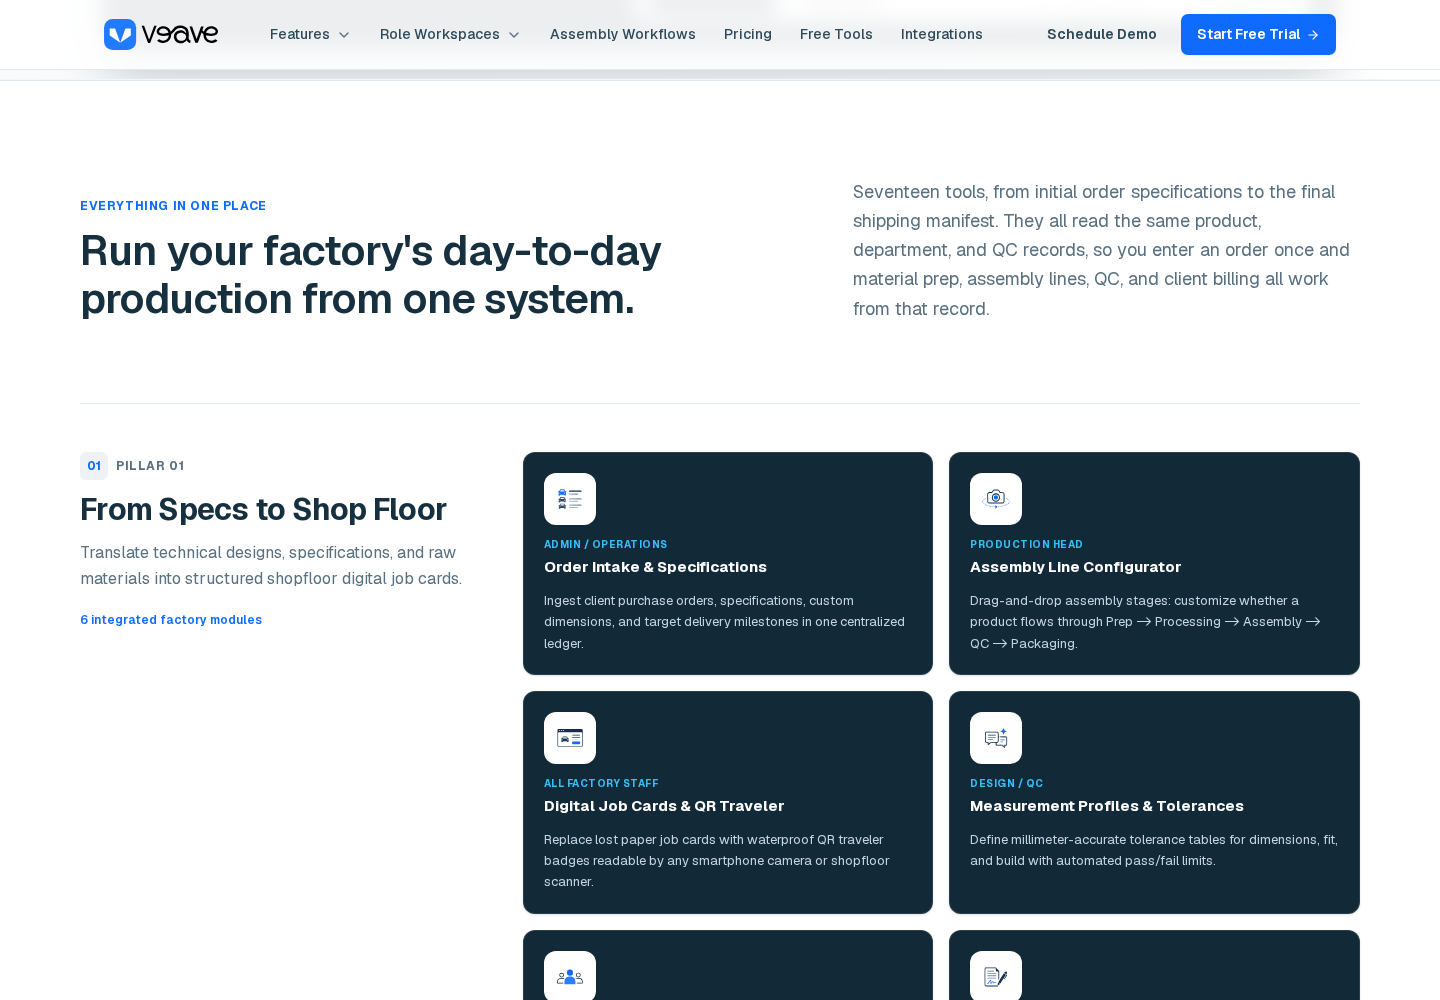 veave
Features
Role Workspaces
Assembly Workflows
Pricing
Free Tools
Integrations
Schedule Demo
Start Free Trial
EVERYTHING IN ONE PLACE
Run your factory's day-to-day
production from one system.
Seventeen tools, from initial order specifications to the final
shipping manifest. They all read the same product,
department, and QC records, so you enter an order once and
material prep, assembly lines, QC, and client billing all work
from that record.
01 PILLAR 01
From Specs to Shop Floor
Translate technical designs, specifications, and raw
materials into structured shopfloor digital job cards.
6 integrated factory modules
ADMIN / OPERATIONS
Order Intake & Specifications
Ingest client purchase orders, specifications, custom
dimensions, and target delivery milestones in one centralized
ledger.
PRODUCTION HEAD
Assembly Line Configurator
Drag-and-drop assembly stages: customize whether a
product flows through Prep → Processing → Assembly →
QC → Packaging.
ALL FACTORY STAFF
Digital Job Cards & QR Traveler
Replace lost paper job cards with waterproof QR traveler
badges readable by any smartphone camera or shopfloor
scanner.
DESIGN / QC
Measurement Profiles & Tolerances
Define millimeter-accurate tolerance tables for dimensions, fit,
and build with automated pass/fail limits.